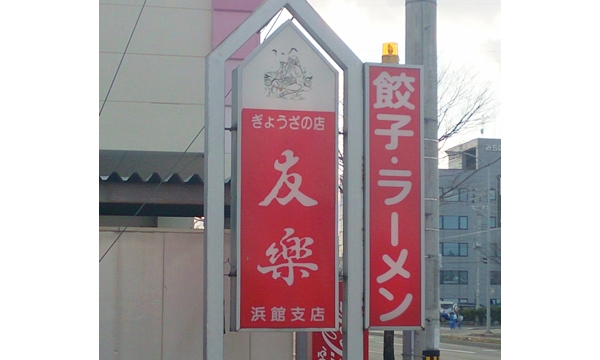 ぎょうざの店
友樂
浜館支店
餃子・ラーメン